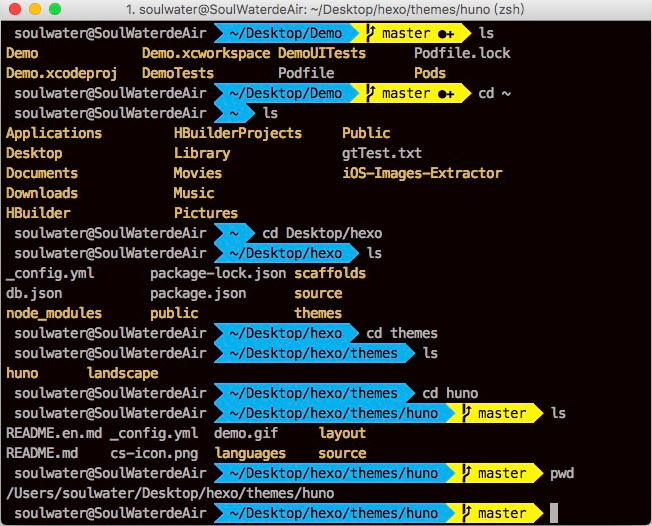 1. soulwater@SoulWaterdeAir: ~/Desktop/hexo/themes/huno (zsh)
soulwater@SoulWaterdeAir ~/Desktop/Demo master ●+ ls
Demo Demo.xcworkspace DemoUITests Podfile.lock
Demo.xcodeproj DemoTests Podfile Pods
soulwater@SoulWaterdeAir ~/Desktop/Demo master ●+ cd ~
soulwater@SoulWaterdeAir ~ ls
Applications HBuilderProjects Public
Desktop Library gtTest.txt
Documents Movies iOS-Images-Extractor
Downloads Music
HBuilder Pictures
soulwater@SoulWaterdeAir ~ cd Desktop/hexo
soulwater@SoulWaterdeAir ~/Desktop/hexo ls
_config.yml package-lock.json scaffolds
db.json package.json source
node_modules public themes
soulwater@SoulWaterdeAir ~/Desktop/hexo cd themes
soulwater@SoulWaterdeAir ~/Desktop/hexo/themes ls
huno landscape
soulwater@SoulWaterdeAir ~/Desktop/hexo/themes cd huno
soulwater@SoulWaterdeAir ~/Desktop/hexo/themes/huno master ls
README.en.md _config.yml demo.gif layout
README.md cs-icon.png languages source
soulwater@SoulWaterdeAir ~/Desktop/hexo/themes/huno master pwd
/Users/soulwater/Desktop/hexo/themes/huno
soulwater@SoulWaterdeAir ~/Desktop/hexo/themes/huno master